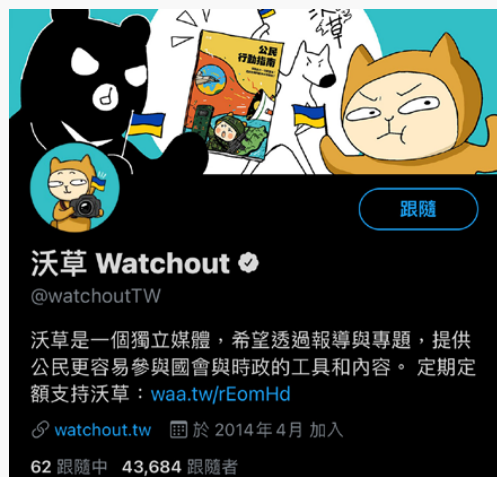 沃草
公民
行動指南
跟隨
沃草 Watchout
@watchoutTW
沃草是一個獨立媒體，希望透過報導與專題，提供
公民更容易參與國會與時政的工具和內容。 定期定
額支持沃草：waa.tw/rEomHd
watchout.tw 於 2014年4月 加入
62 跟隨中 43,684 跟隨者